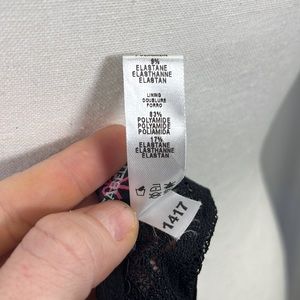 8%
ELASTANE
ELASTHANNE
ELASTAN
LINING
DOUBLURE
FORRO
83%
POLYAMIDE
POLYAMIDE
POLIAMIDA
17%
ELASTANE
ELASTHANNE
ELASTAN
1417